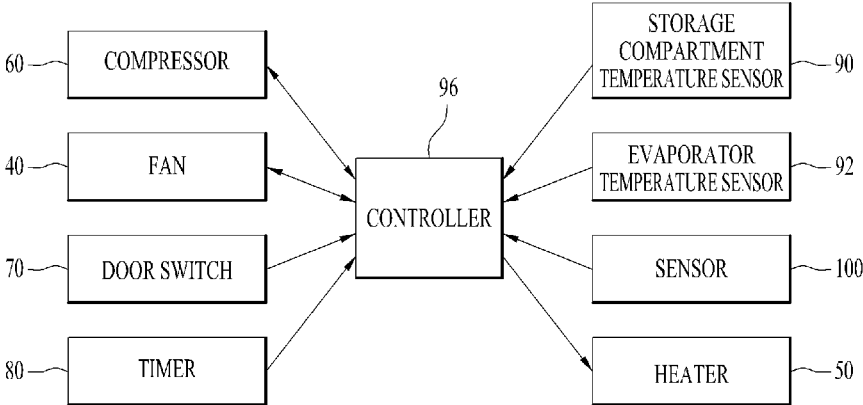 60
COMPRESSOR
40
FAN
70
DOOR SWITCH
80
TIMER
96
CONTROLLER
STORAGE
COMPARTMENT
TEMPERATURE SENSOR
90
EVAPORATOR
TEMPERATURE SENSOR
92
SENSOR
100
HEATER
50